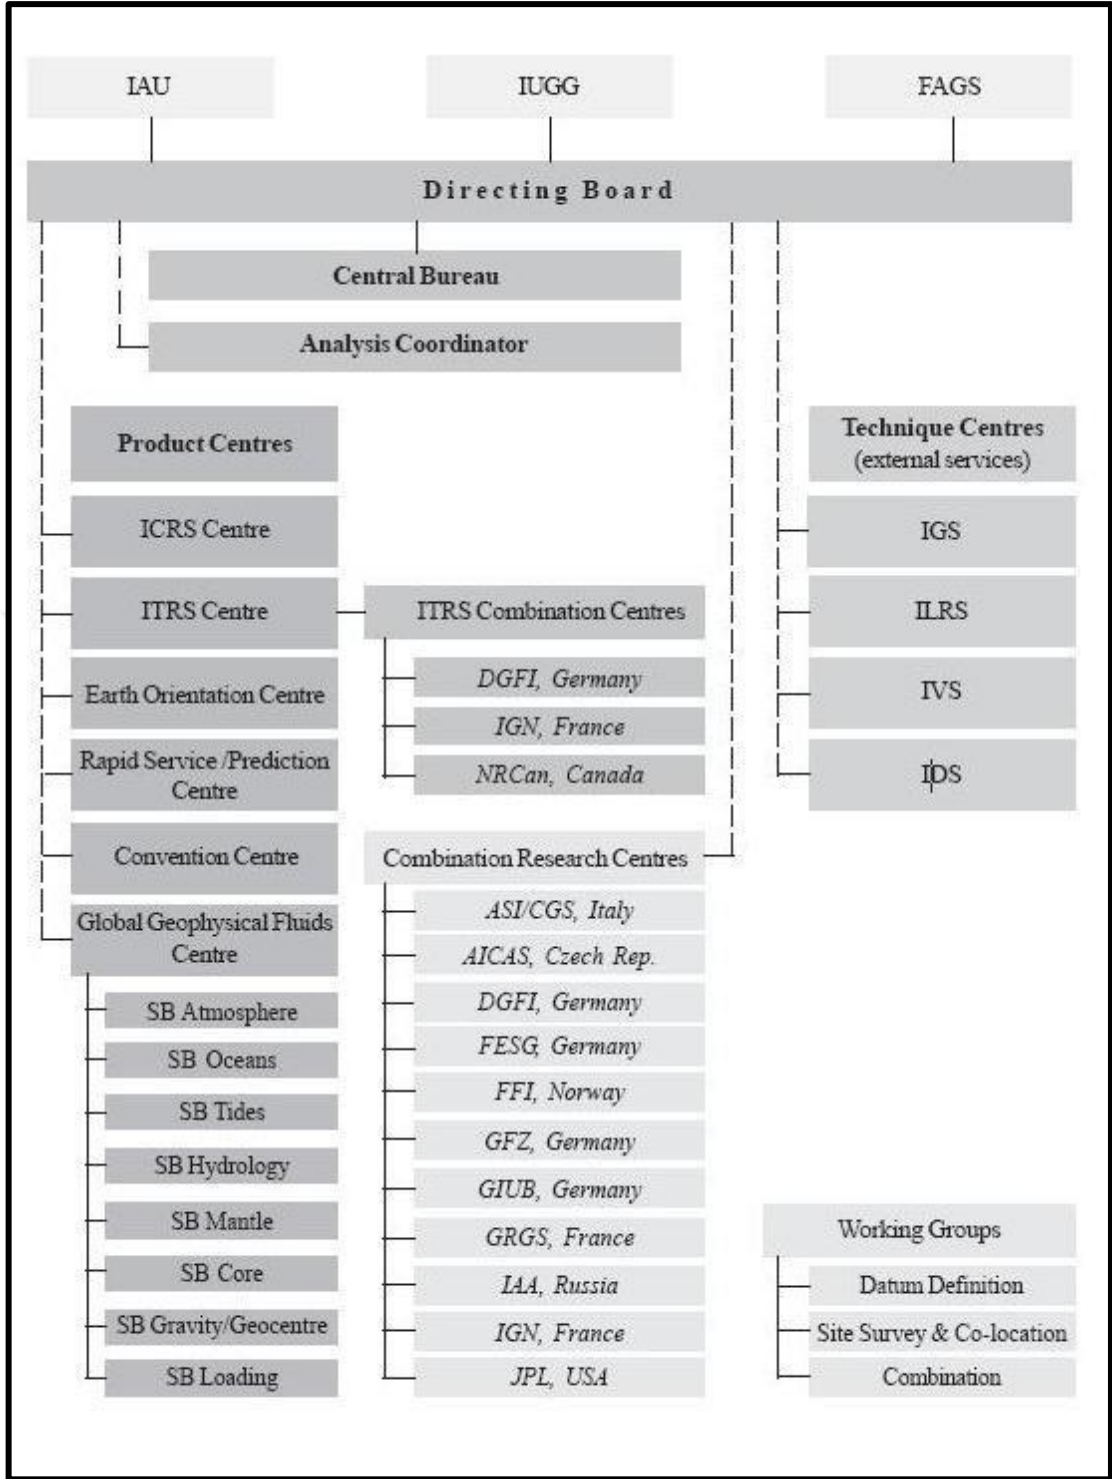 IAU
IUGG
FAGS
Directing Board
Central Bureau
Analysis Coordinator
Product Centres
ICRS Centre
ITRS Centre
Earth Orientation Centre
Rapid Service /Prediction
Centre
Convention Centre
Global Geophysical Fluids
Centre
SB Atmosphere
SB Oceans
SB Tides
SB Hydrology
SB Mantle
SB Core
SB Gravity/Geocentre
SB Loading
ITRS Combination Centres
DGFI, Germany
IGN, France
NRCan, Canada
Combination Research Centres
ASI/CGS, Italy
AICAS, Czech Rep.
DGFI, Germany
FESG, Germany
FFI, Norway
GFZ, Germany
GIUB, Germany
GRGS, France
IAA, Russia
IGN, France
JPL, USA
Technique Centres
(external services)
IGS
ILRS
IVS
IDS
Working Groups
Datum Definition
Site Survey & Co-location
Combination